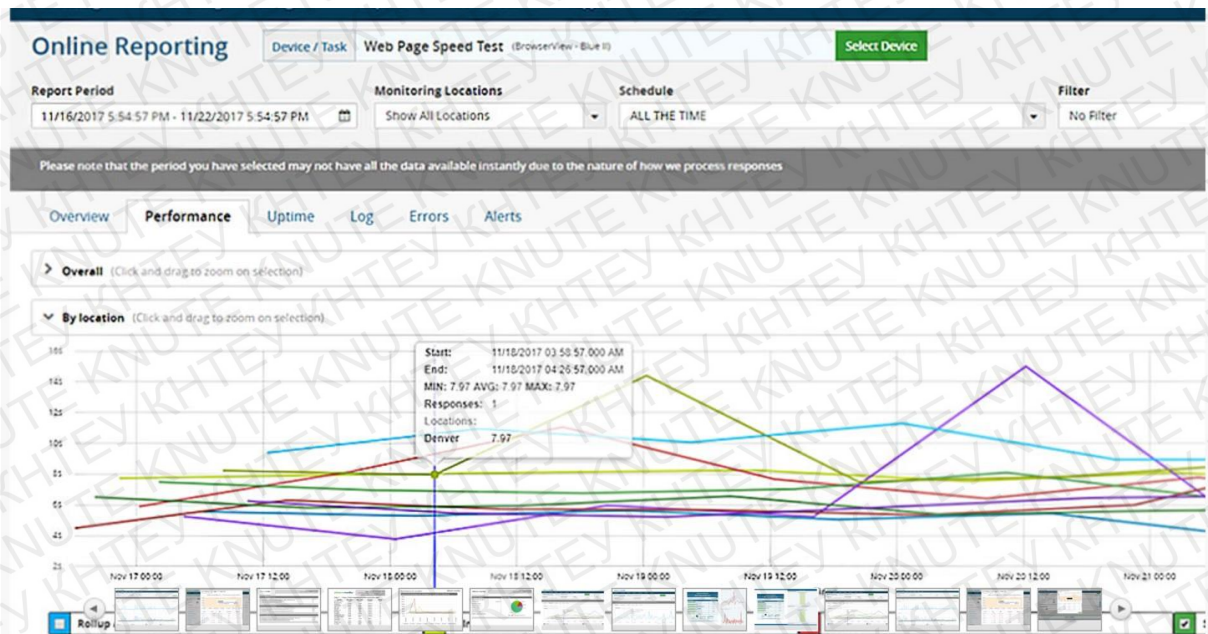 Online Reporting
Device / Task
Web Page Speed Test (BrowserView - Blue II)
Select Device
Report Period
Monitoring Locations
Schedule
Filter
11/16/2017 5:54:57 PM - 11/22/2017 5:54:57 PM
Show All Locations
ALL THE TIME
No Filter
Please note that the period you have selected may not have all the data available instantly due to the nature of how we process responses
Overview
Performance
Uptime
Log
Errors
Alerts
Overall (Click and drag to zoom on selection)
By location (Click and drag to zoom on selection)
16s
14s
12s
10s
8s
6s
4s
2s
Start: 11/18/2017 03:58:57.000 AM
End: 11/18/2017 04:26:57.000 AM
MIN: 7.97 AVG: 7.97 MAX: 7.97
Responses: 1
Locations:
Denver 7.97
Nov 17 00:00
Nov 17 12:00
Nov 18 00:00
Nov 18 12:00
Nov 19 00:00
Nov 19 12:00
Nov 20 00:00
Nov 20 12:00
Nov 21 00:00
Rollup
KNUTE KHTEY